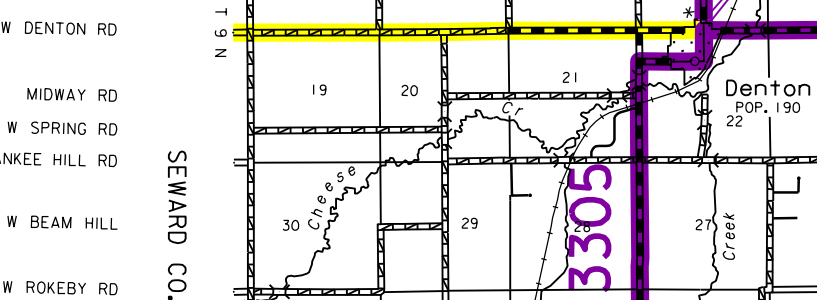 W DENTON RD
T 9 N
MIDWAY RD
19
20
21
Denton
POP. 190
22
W SPRING RD
Cr
ANKEE HILL RD
SEWARD CO.
Cheese
W BEAM HILL
30
29
28
27
Creek
3305
W ROKEBY RD